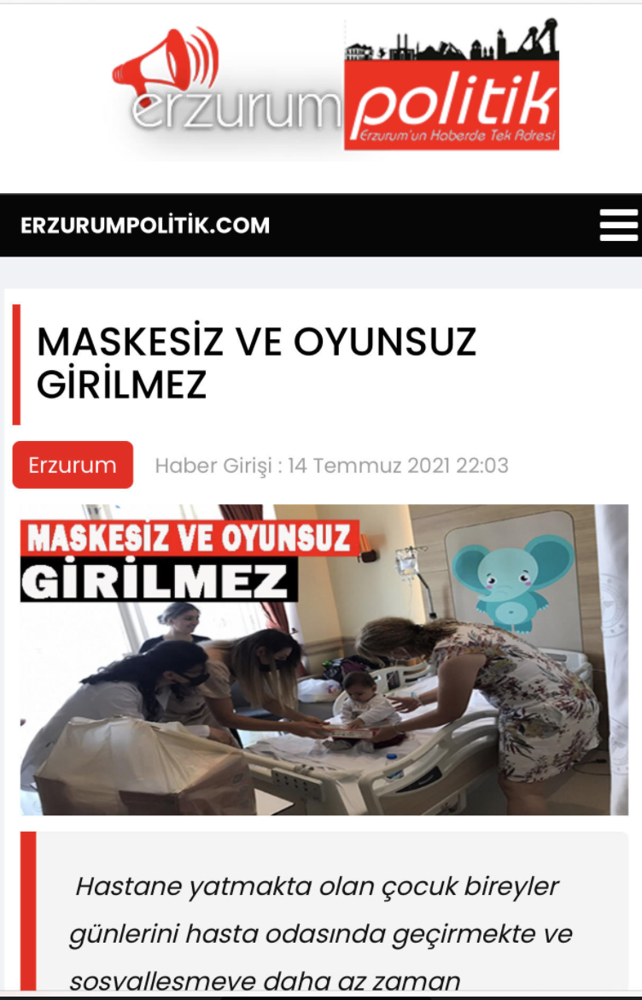 erzurum politik
Erzurum'un Haberde Tek Adresi
ERZURUMPOLİTİK.COM
MASKESİZ VE OYUNSUZ
GİRİLMEZ
Erzurum
Haber Girişi : 14 Temmuz 2021 22:03
MASKESİZ VE OYUNSUZ
GİRİLMEZ
Hastane yatmakta olan çocuk bireyler
günlerini hasta odasında geçirmekte ve
sosyalleşmeye daha az zaman